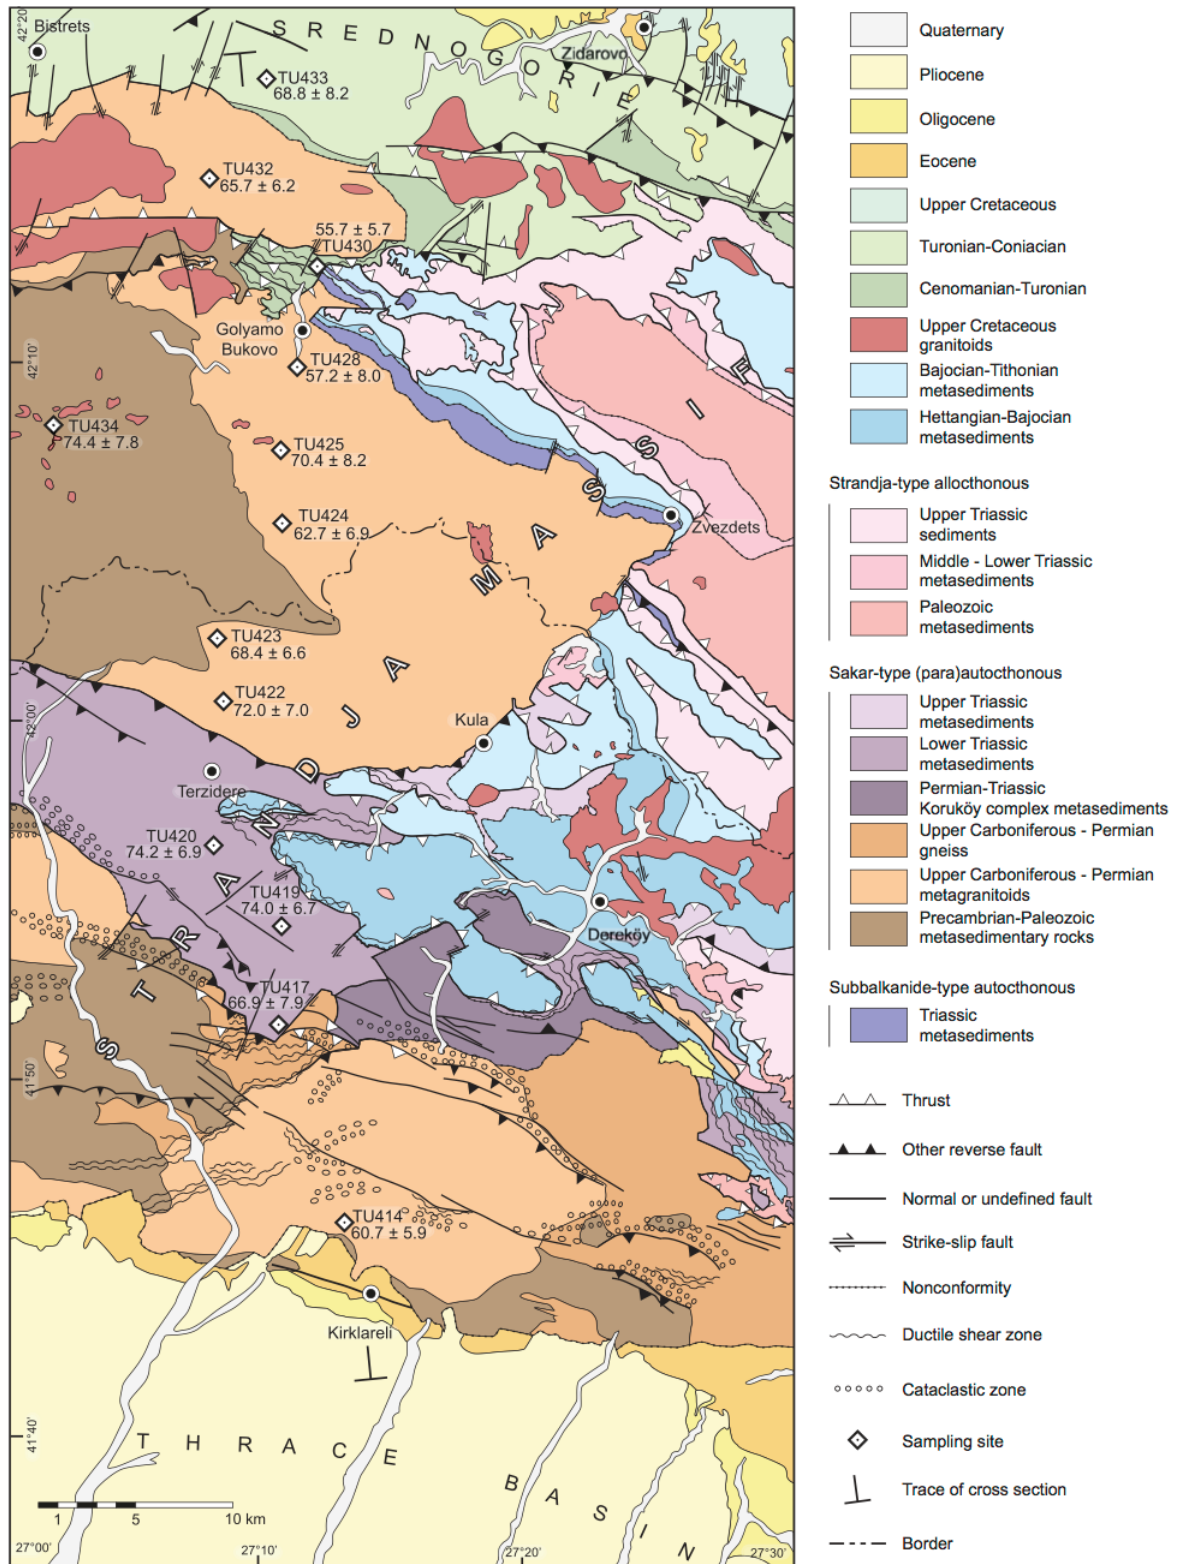 42°20'
Bistrets
SREDNOGORIE
Zidarovo
TU433
68.8 ± 8.2
TU432
65.7 ± 6.2
55.7 ± 5.7
TU430
Golyamo
Bukovo
42°10'
TU428
57.2 ± 8.0
TU434
74.4 ± 7.8
TU425
70.4 ± 8.2
TU424
62.7 ± 6.9
Zvezdets
STRANDJA MASSIF
TU423
68.4 ± 6.6
TU422
72.0 ± 7.0
42°00'
Kula
Terzidere
TU420
74.2 ± 6.9
TU419
74.0 ± 6.7
Dereköy
TU417
66.9 ± 7.9
41°50'
TU414
60.7 ± 5.9
Kirklareli
41°40'
THRACE BASIN
1 5 10 km
27°00' 27°10' 27°20' 27°30'
Quaternary
Pliocene
Oligocene
Eocene
Upper Cretaceous
Turonian-Coniacian
Cenomanian-Turonian
Upper Cretaceous
granitoids
Bajocian-Tithonian
metasediments
Hettangian-Bajocian
metasediments
Strandja-type allocthonous
Upper Triassic
sediments
Middle - Lower Triassic
metasediments
Paleozoic
metasediments
Sakar-type (para)autocthonous
Upper Triassic
metasediments
Lower Triassic
metasediments
Permian-Triassic
Koruköy complex metasediments
Upper Carboniferous - Permian
gneiss
Upper Carboniferous - Permian
metagranitoids
Precambrian-Paleozoic
metasedimentary rocks
Subbalkanide-type autocthonous
Triassic
metasediments
Thrust
Other reverse fault
Normal or undefined fault
Strike-slip fault
Nonconformity
Ductile shear zone
Cataclastic zone
Sampling site
Trace of cross section
Border